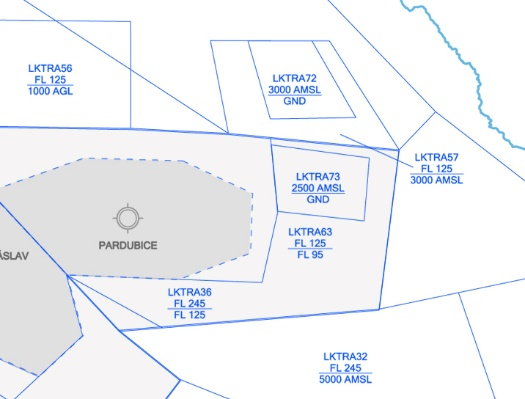 LKTRA56
FL 125
1000 AGL
LKTRA72
3000 AMSL
GND
LKTRA57
FL 125
3000 AMSL
LKTRA73
2500 AMSL
GND
LKTRA63
FL 125
FL 95
PARDUBICE
ÁSLAV
LKTRA36
FL 245
FL 125
LKTRA32
FL 245
5000 AMSL